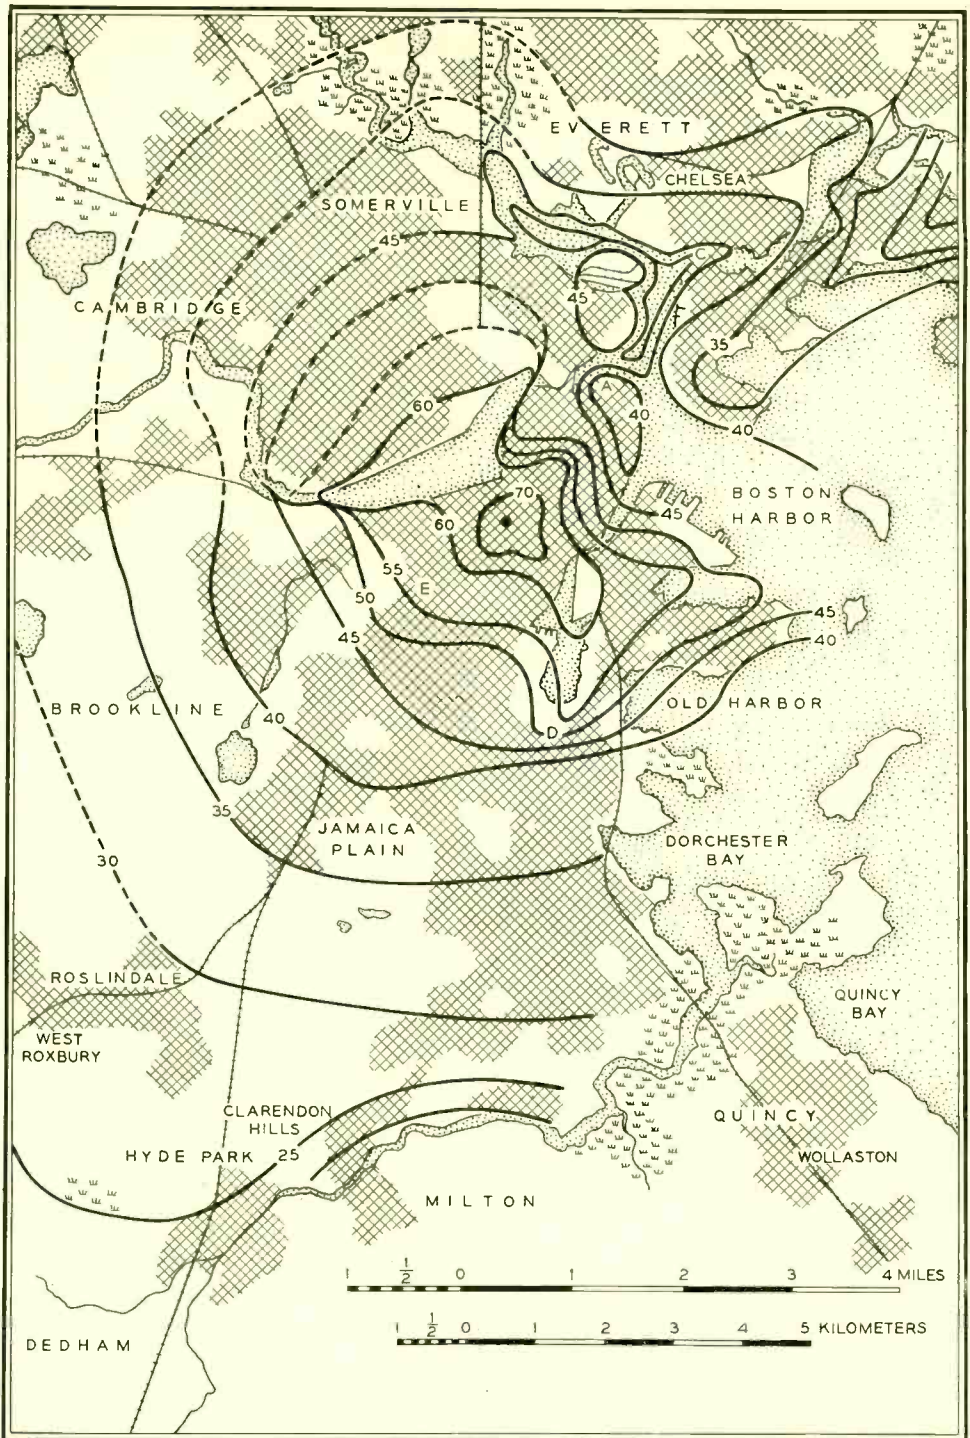 EVERETT
CHELSEA
SOMERVILLE
45
45
CAMBRIDGE
35
A
60
40
40
70
BOSTON
HARBOR
60
45
55
E
50
45
45
40
BROOKLINE
OLD HARBOR
40
D
35
JAMAICA
PLAIN
DORCHESTER
BAY
30
ROSLINDALE
QUINCY
BAY
WEST
ROXBURY
CLARENDON
HILLS
QUINCY
HYDE PARK 25
WOLLASTON
MILTON
1 1/2 0 1 2 3 4 MILES
1 1/2 0 1 2 3 4 5 KILOMETERS
DEDHAM